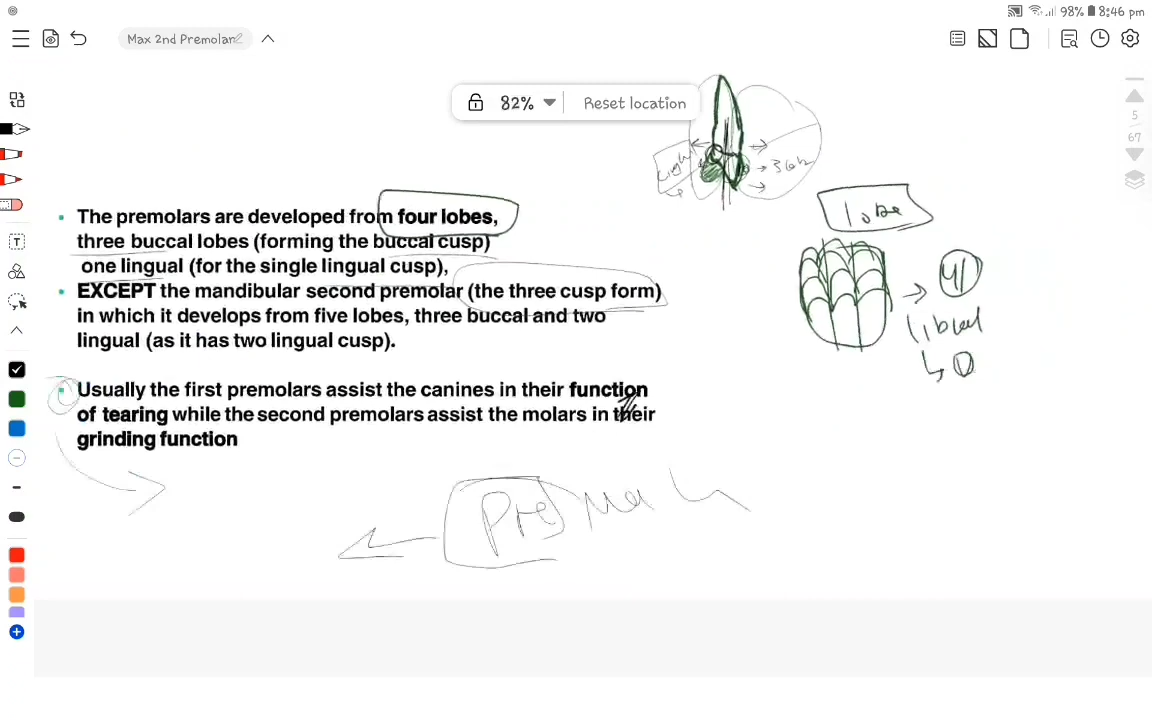 98% 8:46 pm
Max 2nd Premolar
82% Reset location
5
67
3
lobe
The premolars are developed from four lobes,
three buccal lobes (forming the buccal cusp)
one lingual (for the single lingual cusp),
EXCEPT the mandibular second premolar (the three cusp form)
in which it develops from five lobes, three buccal and two
lingual (as it has two lingual cusp).
Usually the first premolars assist the canines in their function
of tearing while the second premolars assist the molars in their
grinding function
Pre